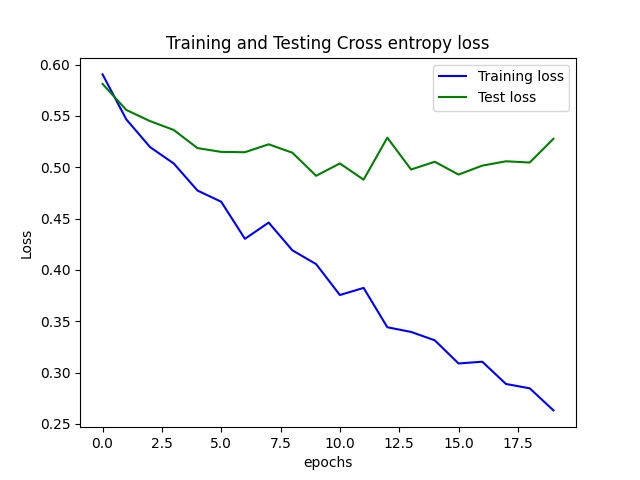 Training and Testing Cross entropy loss
Training loss
Test loss
0.60
0.55
0.50
0.45
0.40
0.35
0.30
0.25
Loss
0.0 2.5 5.0 7.5 10.0 12.5 15.0 17.5
epochs